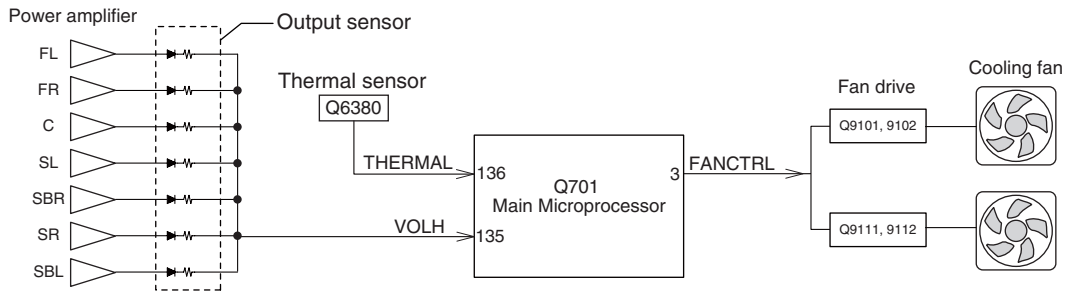 Power amplifier
Output sensor
FL
FR
C
SL
SBR
SR
SBL
Thermal sensor
Q6380
THERMAL
VOLH
136
135
Q701
Main Microprocessor
3
FANCTRL
Fan drive
Q9101, 9102
Q9111, 9112
Cooling fan